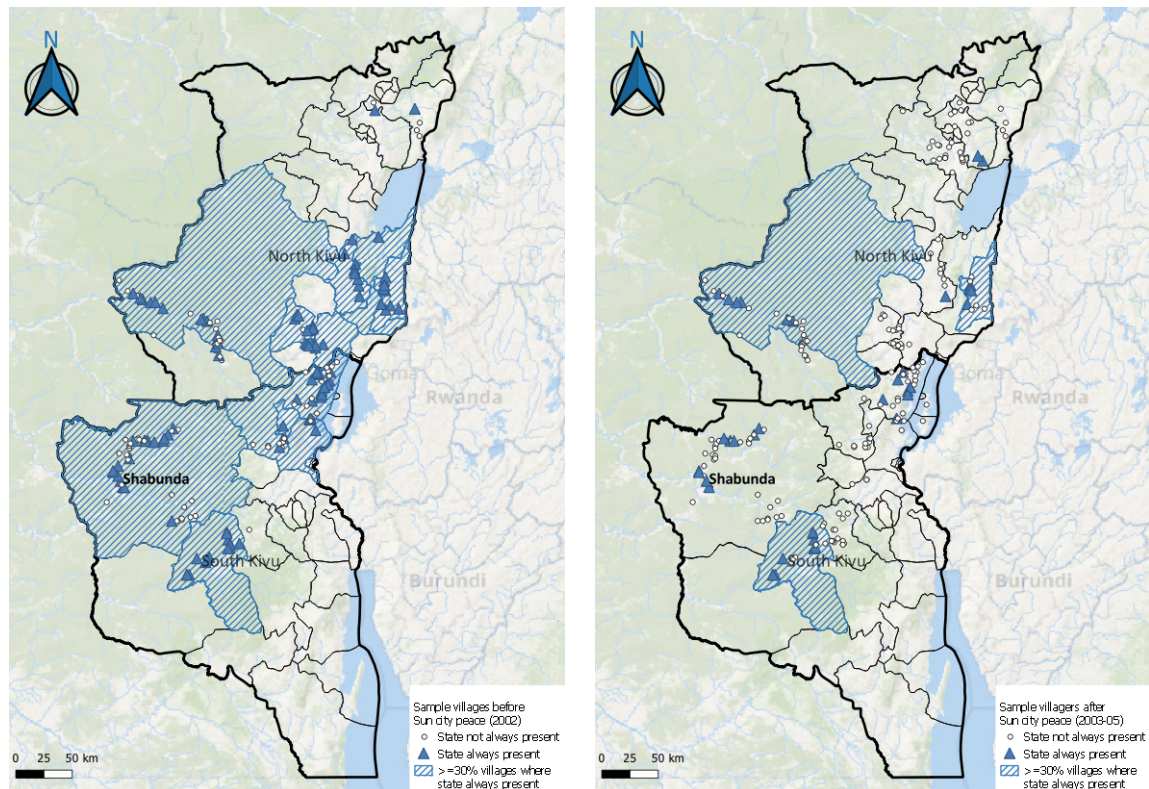 N
North Kivu
Goma
Rwanda
Shabunda
South Kivu
Burundi
0 25 50 km
Sample villages before
Sun city peace (2002)
State not always present
State always present
>=30% villages where
state always present
N
North Kivu
Goma
Rwanda
Shabunda
South Kivu
Burundi
0 25 50 km
Sample villagers after
Sun city peace (2003-05)
State not always present
State always present
>=30% villages where
state always present